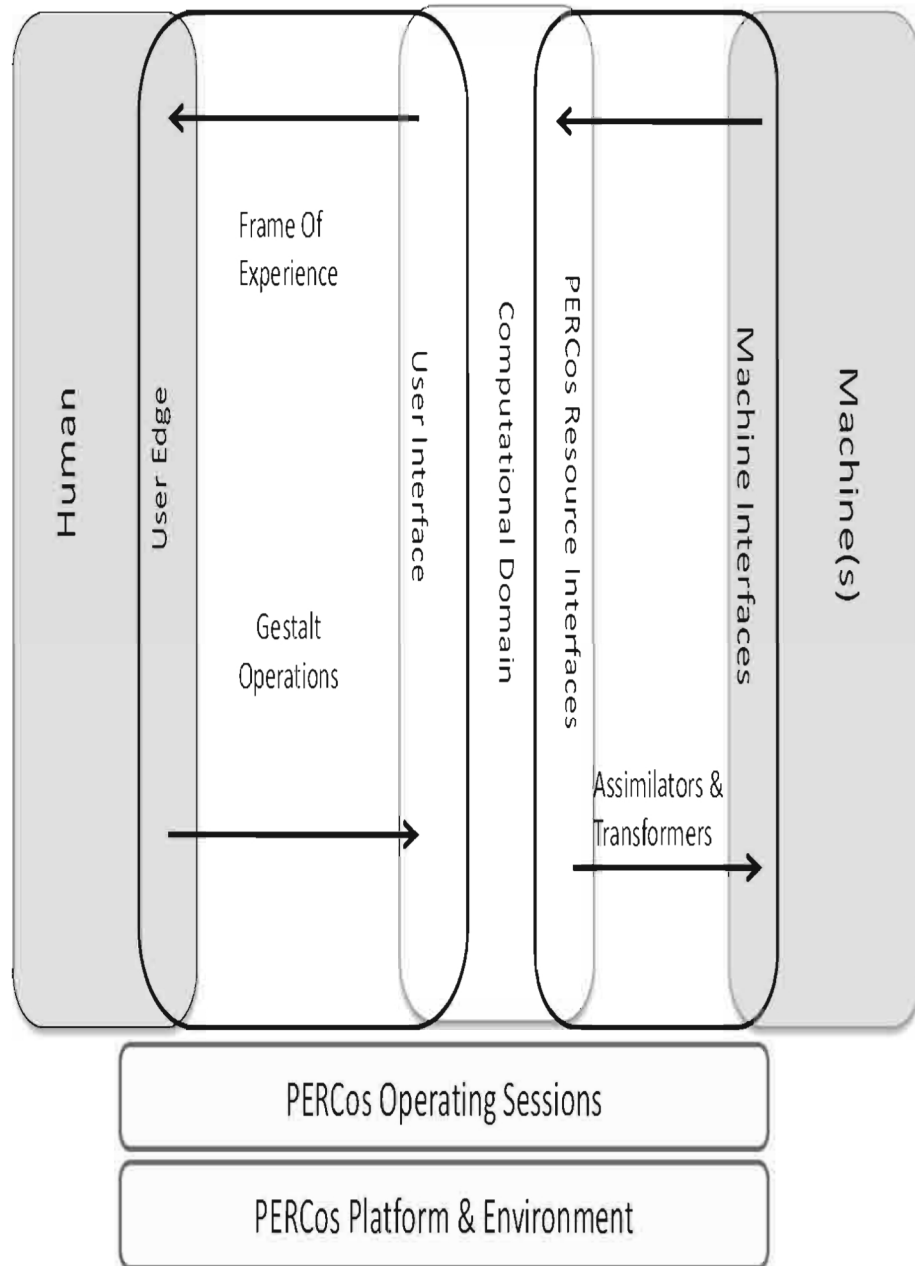 Frame Of
Experience
Human
User Edge
User Interface
Computational Domain
PERCos Resource Interfaces
Machine Interfaces
Machine(s)
Gestalt
Operations
Assimilators &
Transformers
PERCos Operating Sessions
PERCos Platform & Environment